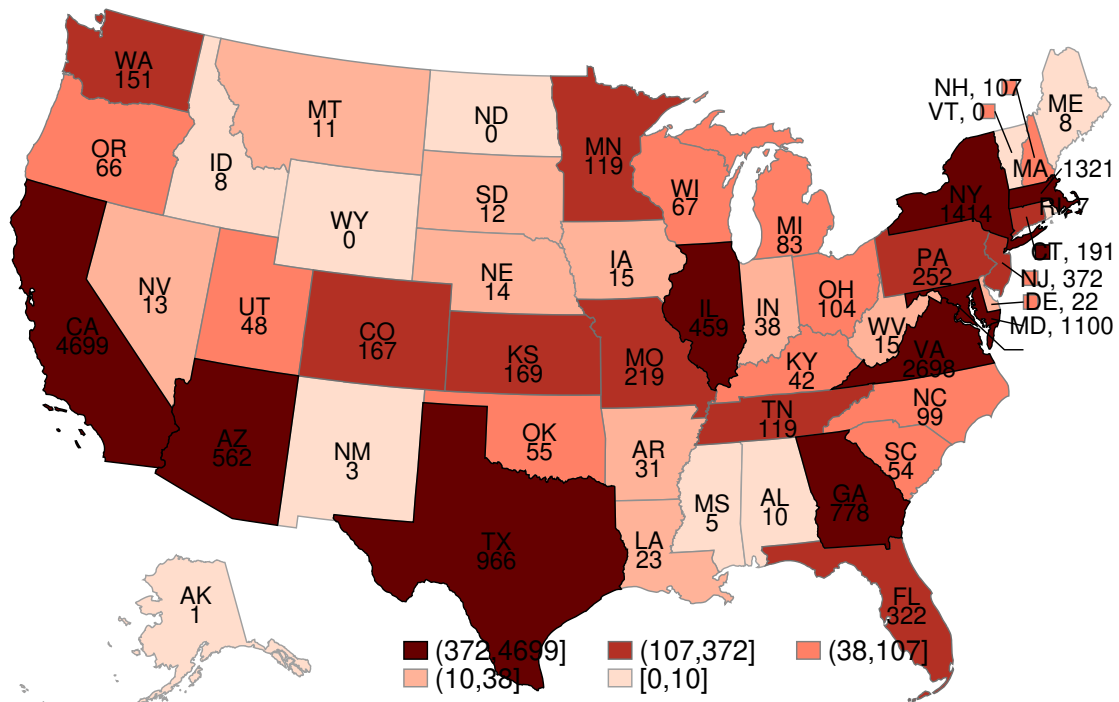 WA
151
MT
11
ND
0
MN
119
NH, 107
VT, 0
ME
8
OR
66
ID
8
SD
12
WI
67
MI
83
MA
1321
NY
1414
RI, 7
WY
0
CT, 191
NV
13
UT
48
NE
14
IA
15
IL
459
IN
38
OH
104
PA
252
NJ, 372
DE, 22
MD, 1100
CA
4699
CO
167
KS
169
MO
219
KY
42
WV
15
VA
2698
AZ
562
NM
3
OK
55
AR
31
TN
119
NC
99
SC
54
TX
966
LA
23
MS
5
AL
10
GA
778
FL
322
AK
1
(372,4699]
(107,372]
(38,107]
(10,38]
[0,10]